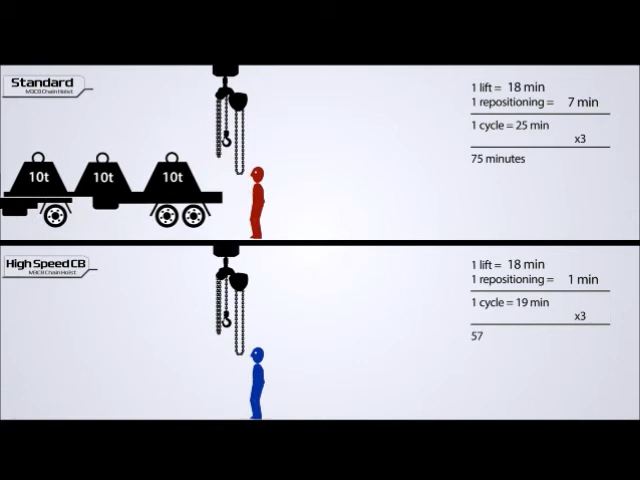 Standard
M3CB Chain Hoist
1 lift = 18 min
1 repositioning = 7 min
1 cycle = 25 min
x3
75 minutes
10t 10t 10t
High Speed CB
M3CB Chain Hoist
1 lift = 18 min
1 repositioning = 1 min
1 cycle = 19 min
x3
57